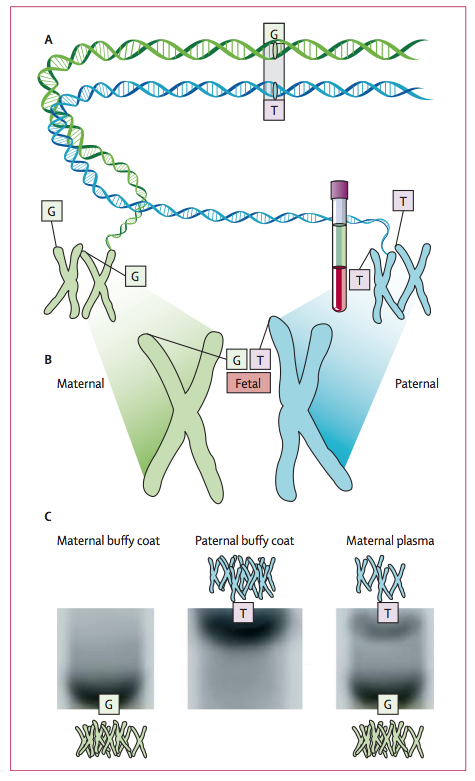 A
G
T
G
T
G
T
B
G T
Fetal
Maternal
Paternal
C
Maternal buffy coat
Paternal buffy coat
Maternal plasma
T
T
G
G